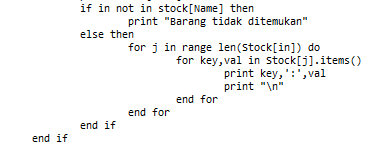 if in not in stock[Name] then
print "Barang tidak ditemukan"
else then
for j in range len(Stock[in]) do
for key,val in Stock[j].items()
print key,':',val
print "\n"
end for
end for
end if
end if